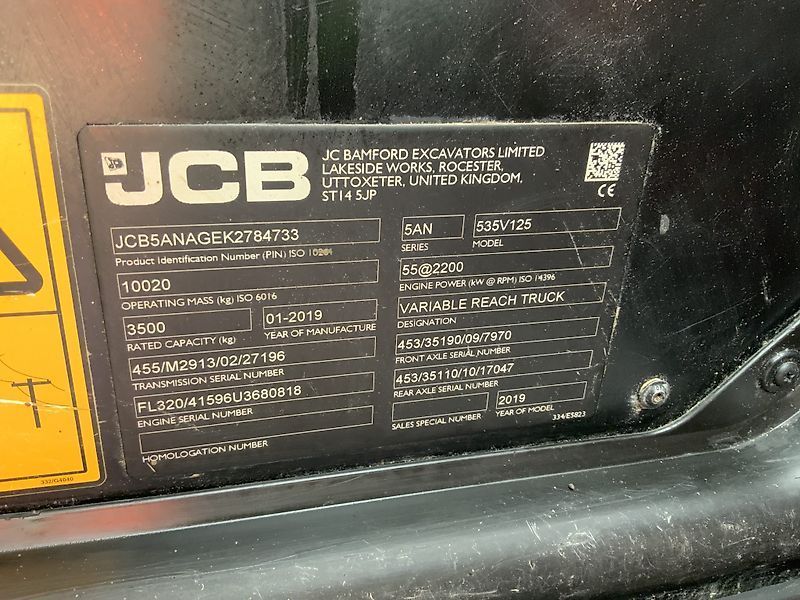 JCB
JC BAMFORD EXCAVATORS LIMITED
LAKESIDE WORKS, ROCESTER,
UTTOXETER, UNITED KINGDOM,
ST14 5JP
CE
JCB5ANAGEK2784733
Product Identification Number (PIN) ISO 10261
5AN
SERIES
535V125
MODEL
10020
OPERATING MASS (kg) ISO 6016
55@2200
ENGINE POWER (kW @ RPM) ISO 14396
3500
RATED CAPACITY (kg)
01-2019
YEAR OF MANUFACTURE
VARIABLE REACH TRUCK
DESIGNATION
455/M2913/02/27196
TRANSMISSION SERIAL NUMBER
453/35190/09/7970
FRONT AXLE SERIAL NUMBER
FL320/41596U3680818
ENGINE SERIAL NUMBER
453/35110/10/17047
REAR AXLE SERIAL NUMBER
HOMOLOGATION NUMBER
SALES SPECIAL NUMBER
2019
YEAR OF MODEL
334/E5823
332/G4040